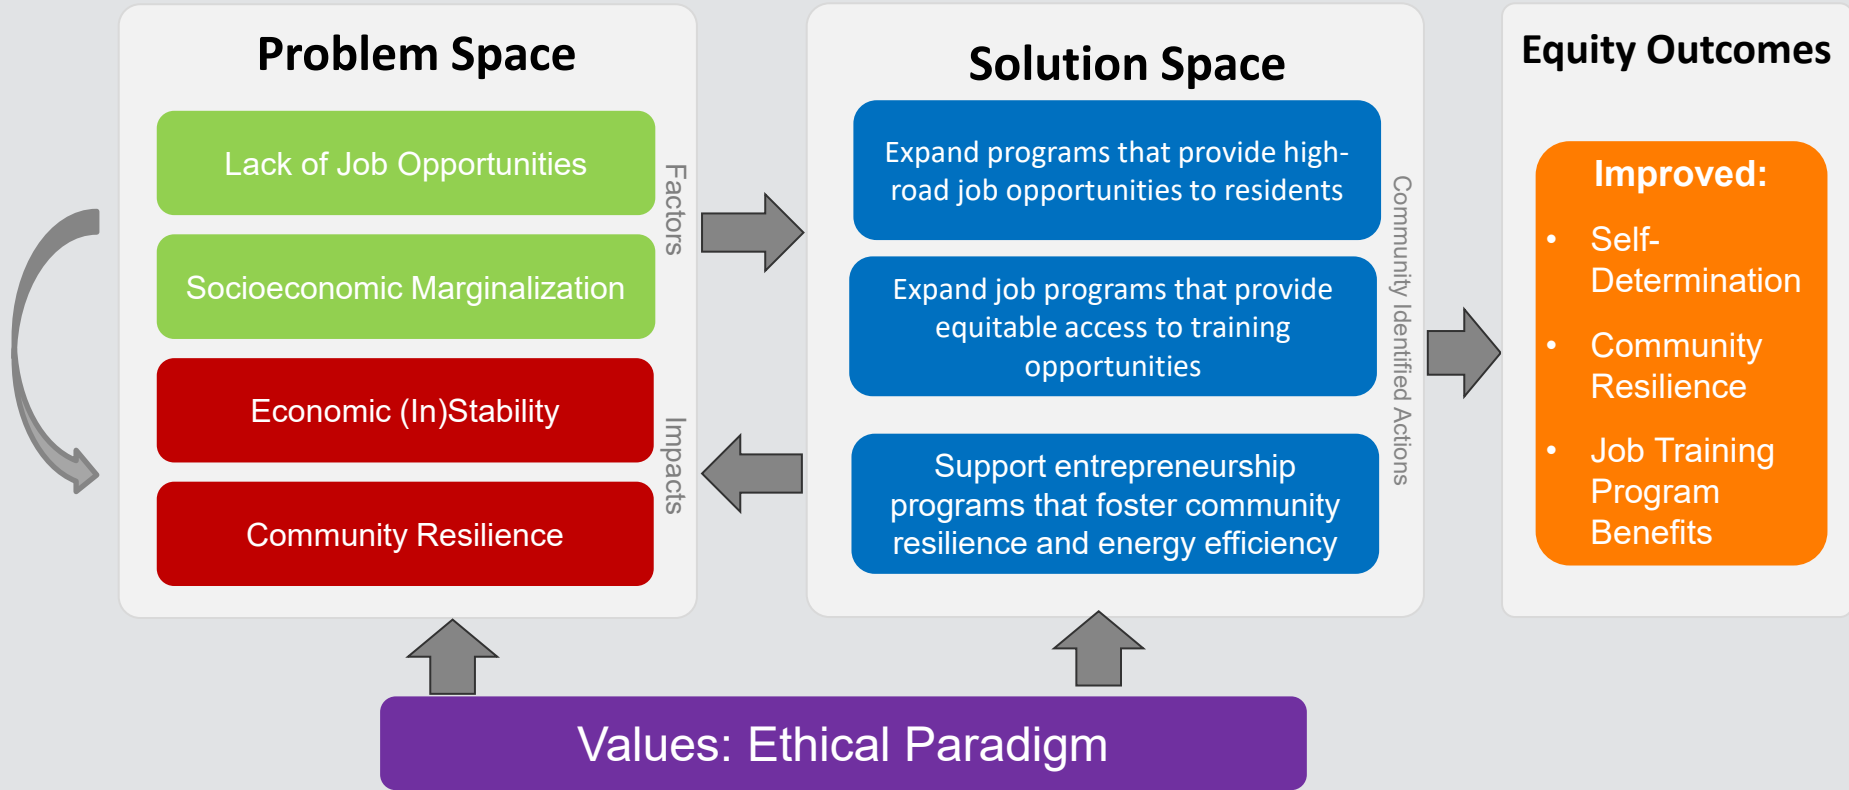 Problem Space
Lack of Job Opportunities
Socioeconomic Marginalization
Factors
Economic (In)Stability
Community Resilience
Impacts
Solution Space
Expand programs that provide high-
road job opportunities to residents
Expand job programs that provide
equitable access to training
opportunities
Support entrepreneurship
programs that foster community
resilience and energy efficiency
Community Identified Actions
Equity Outcomes
Improved:
• Self-
Determination
• Community
Resilience
• Job Training
Program
Benefits
Values: Ethical Paradigm